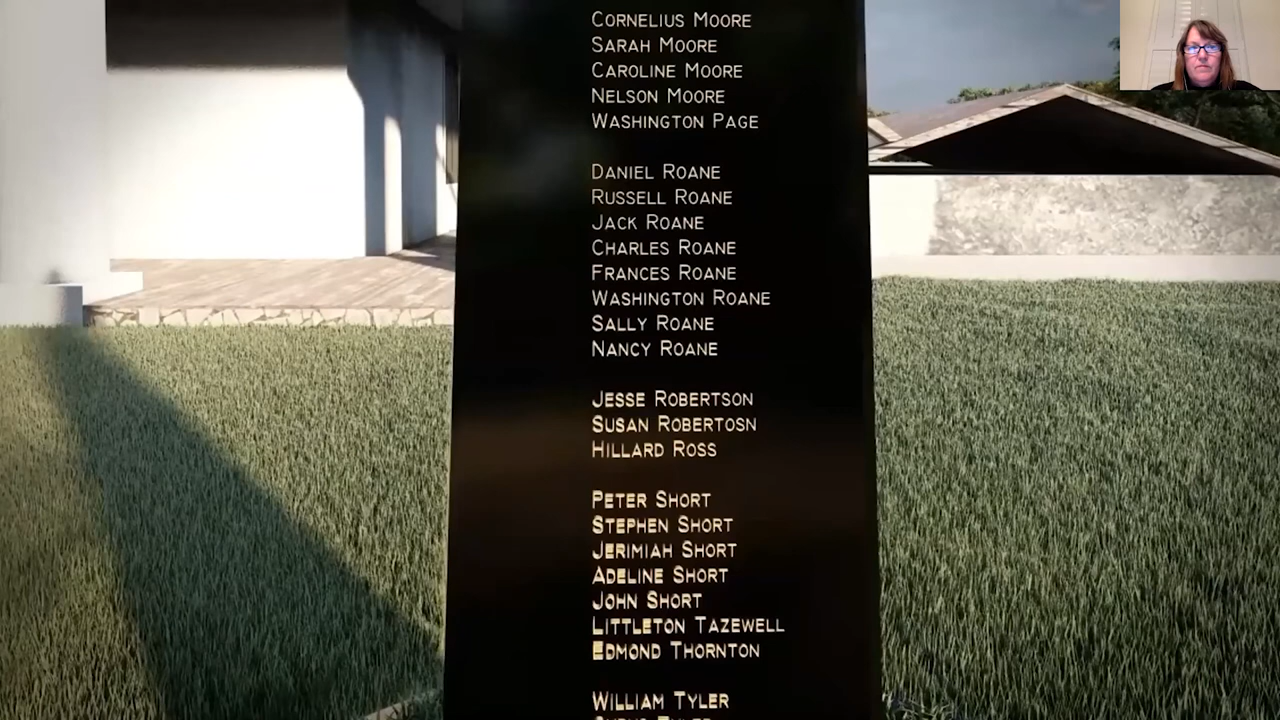 CORNELIUS MOORE
SARAH MOORE
CAROLINE MOORE
NELSON MOORE
WASHINGTON PAGE
DANIEL ROANE
RUSSELL ROANE
JACK ROANE
CHARLES ROANE
FRANCES ROANE
WASHINGTON ROANE
SALLY ROANE
NANCY ROANE
JESSE ROBERTSON
SUSAN ROBERTOSN
HILLARD ROSS
PETER SHORT
STEPHEN SHORT
JERIMIAH SHORT
ADELINE SHORT
JOHN SHORT
LITTLETON TAZEWELL
EDMOND THORNTON
WILLIAM TYLER